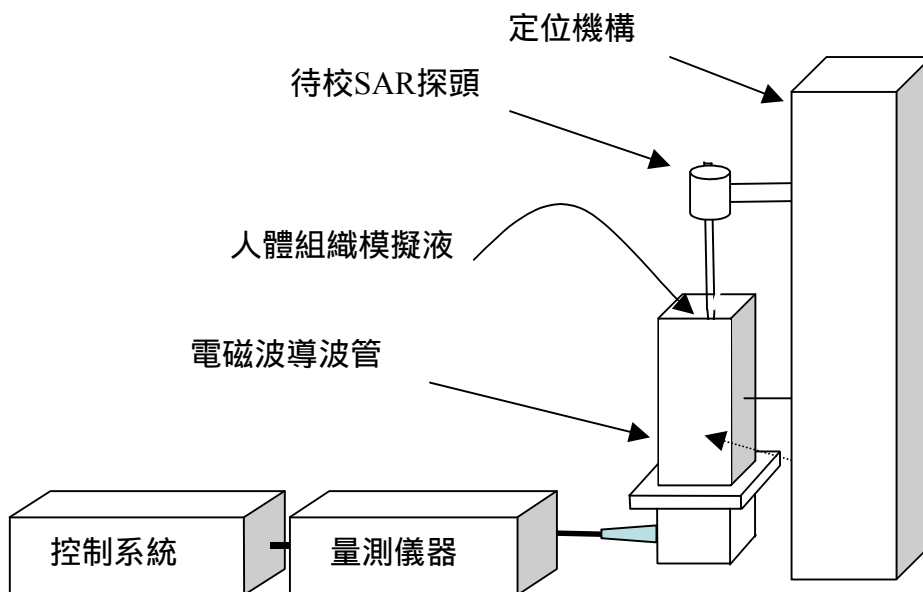 定位機構
待校SAR探頭
人體組織模擬液
電磁波導波管
控制系統
量測儀器